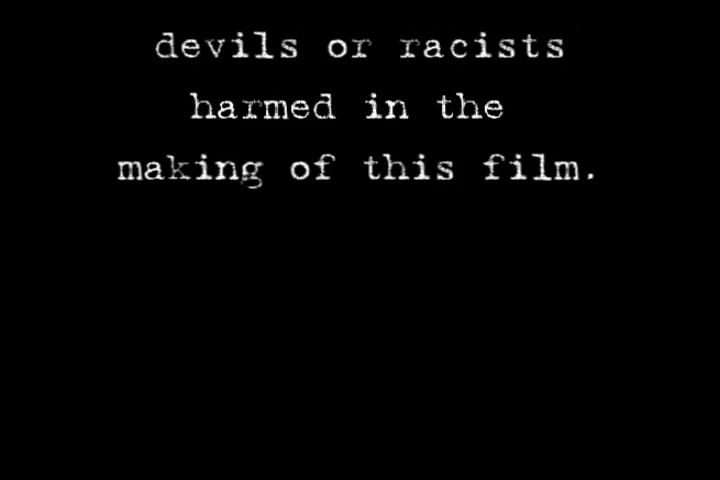 devils or racists
harmed in the
making of this film.